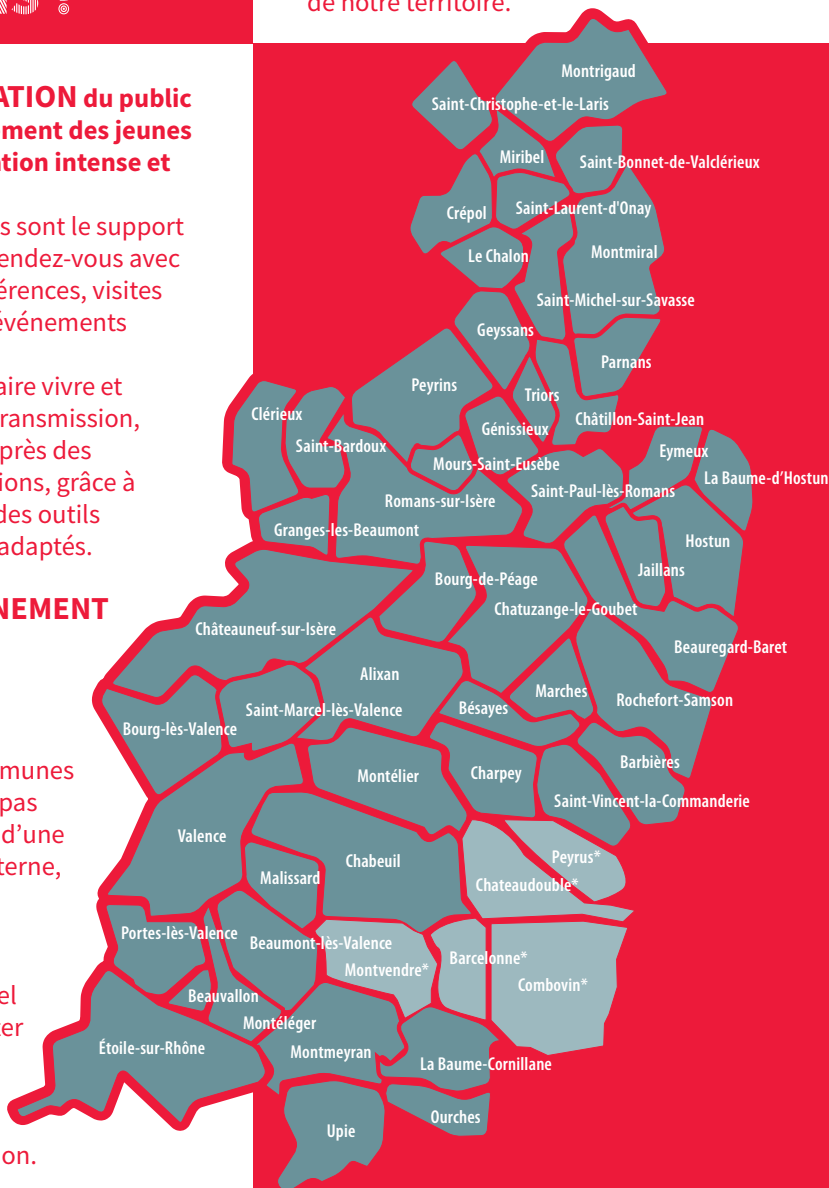 de notre territoire.
du public
ement des jeunes
intense et
s sont le support
endez-vous avec
visites
événements
aire vivre et
transmission,
près des
grâce à
des outils
adaptés.
NEMENT
munes
pas
d'une
terne,
el
er
on.
Montrigaud
Saint-Christophe-et-le-Laris
Miribel
Saint-Bonnet-de-Valclérieux
Crépol
Saint-Laurent-d'Onay
Le Chalon
Montmiral
Saint-Michel-sur-Savasse
Geyssans
Parnans
Peyrins
Triors
Clérieux
Châtillon-Saint-Jean
Génissieux
Saint-Bardoux
Eymeux
Mours-Saint-Eusèbe
La Baume-d'Hostun
Saint-Paul-lès-Romans
Romans-sur-Isère
Granges-les-Beaumont
Hostun
Jaillans
Bourg-de-Péage
Chatuzange-le-Goubet
Châteauneuf-sur-Isère
Beauregard-Baret
Alixan
Marches
Rochefort-Samson
Saint-Marcel-lès-Valence
Bésayes
Bourg-lès-Valence
Barbières
Montélier
Charpey
Saint-Vincent-la-Commanderie
Valence
Peyrus*
Chabeuil
Malissard
Chateaudouble*
Portes-lès-Valence
Beaumont-lès-Valence
Barcelonne*
Montvendre*
Combovin*
Beauvallon
Montéléger
Étoile-sur-Rhône
Montmeyran
La Baume-Cornillane
Ourches
Upie